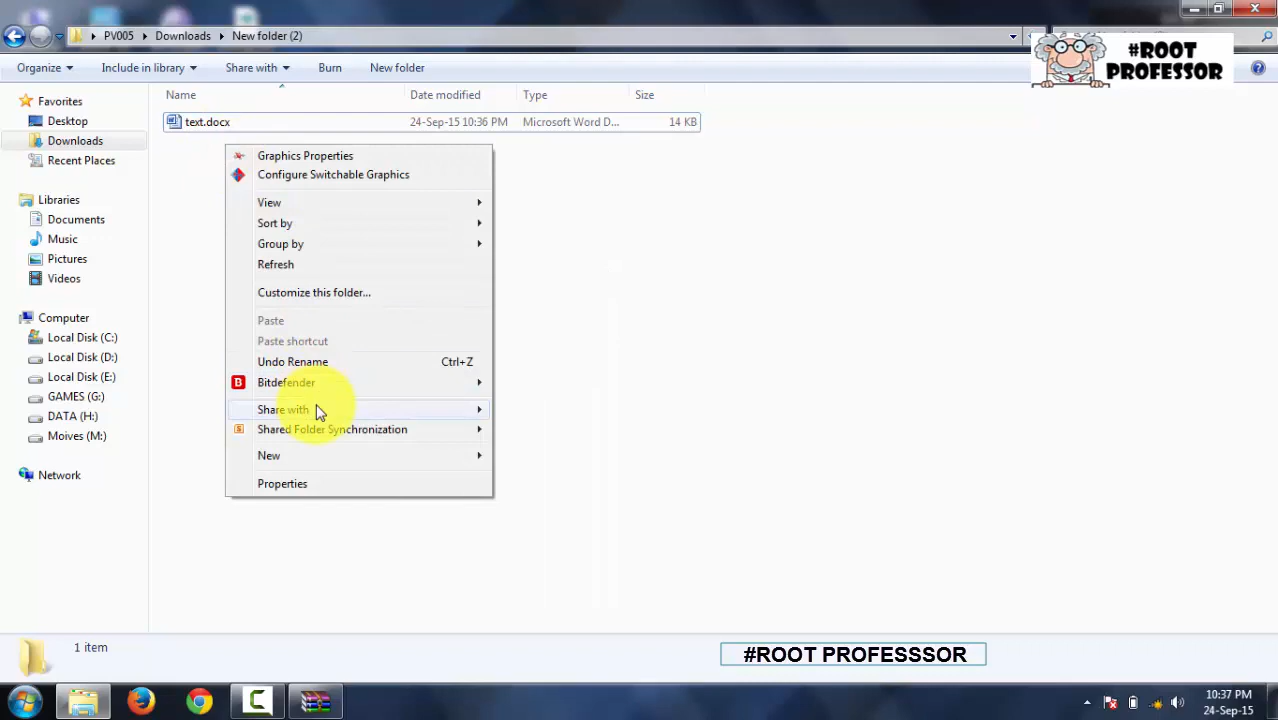 PV005 Downloads New folder (2)
#ROOT
PROFESSOR
Organize Include in library Share with Burn New folder
Name Date modified Type Size
text.docx 24-Sep-15 10:36 PM Microsoft Word D... 14 KB
Favorites
Desktop
Downloads
Recent Places
Libraries
Documents
Music
Pictures
Videos
Computer
Local Disk (C:)
Local Disk (D:)
Local Disk (E:)
GAMES (G:)
DATA (H:)
Moives (M:)
Network
Graphics Properties
Configure Switchable Graphics
View
Sort by
Group by
Refresh
Customize this folder...
Paste
Paste shortcut
Undo Rename Ctrl+Z
B Bitdefender
Share with
S Shared Folder Synchronization
New
Properties
1 item
#ROOT PROFESSSOR
10:37 PM
24-Sep-15